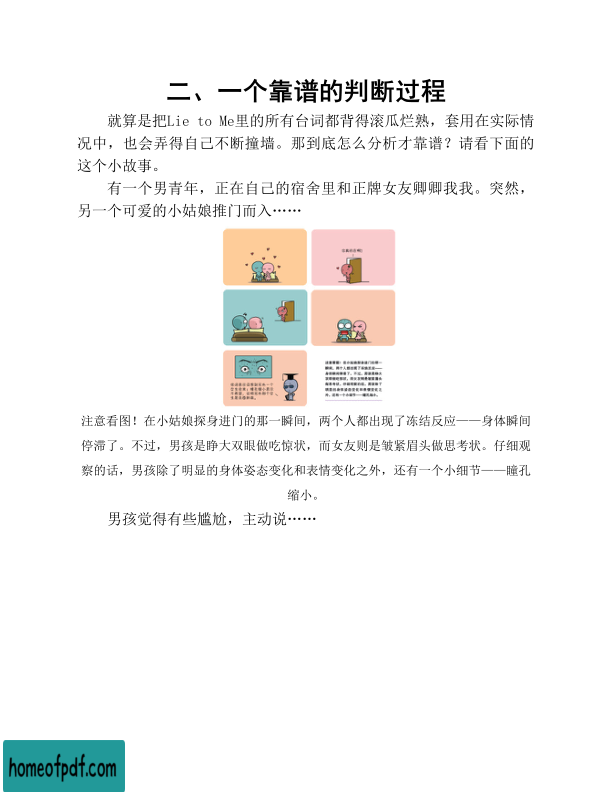 二、一个靠谱的判断过程
就算是把Lie to Me里的所有台词都背得滚瓜烂熟，套用在实际情
况中，也会弄得自己不断撞墙。那到底怎么分析才靠谱？请看下面的
这个小故事。
有一个男青年，正在自己的宿舍里和正牌女友卿卿我我。突然，
另一个可爱的小姑娘推门而入……
注意看图！在小姑娘探身进门的那一瞬间，两个人都出现了冻结反应——身体瞬间
停滞了。不过，男孩是睁大双眼做吃惊状，而女友则是皱紧眉头做思考状。仔细观
察的话，男孩除了明显的身体姿态变化和表情变化之外，还有一个小细节——瞳孔
缩小。
男孩觉得有些尴尬，主动说……
homeofpdf.com